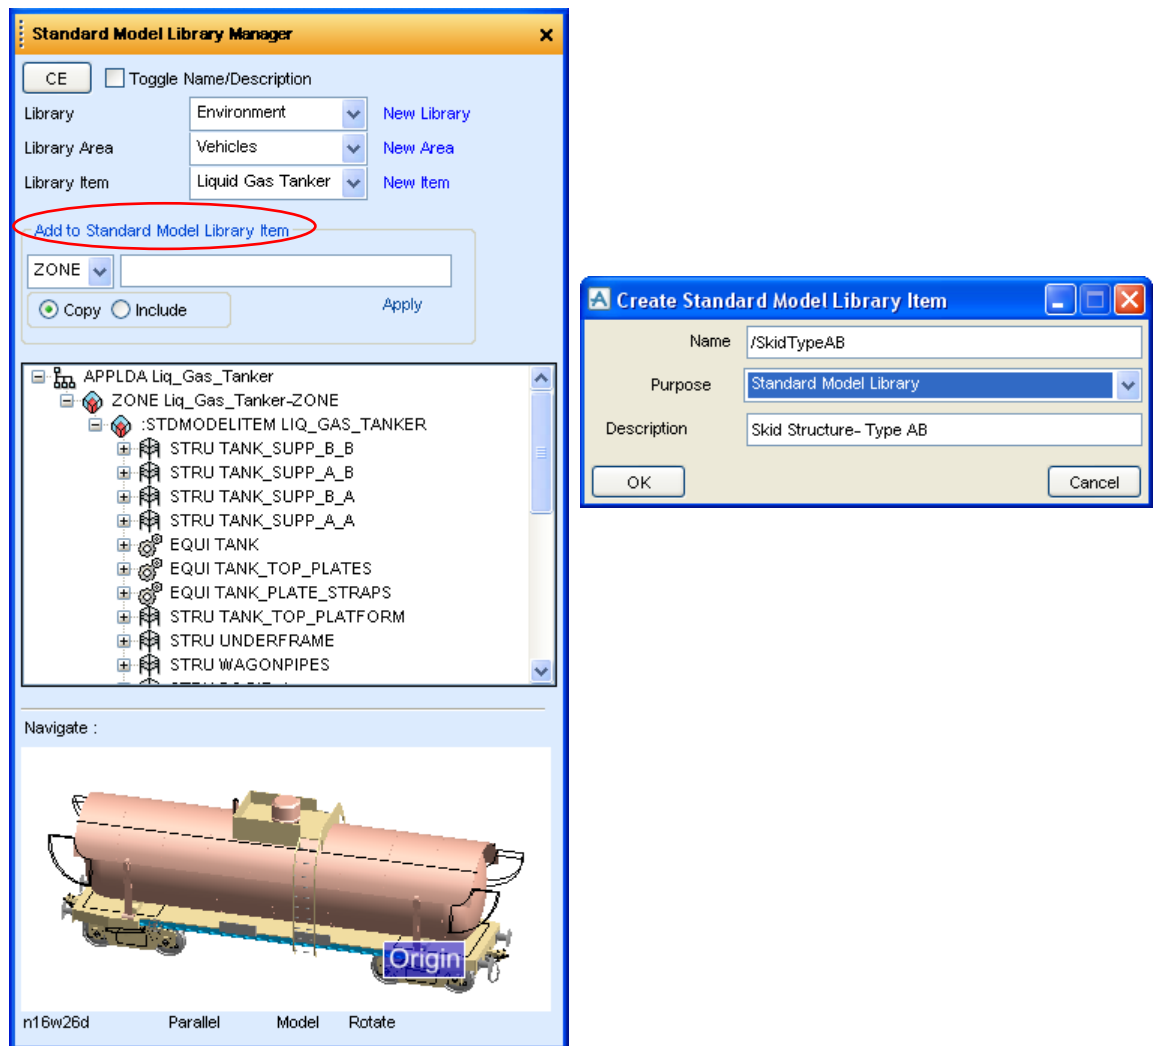 Standard Model Library Manager
CE Toggle Name/Description
Library Environment New Library
Library Area Vehicles New Area
Library Item Liquid Gas Tanker New Item
Add to Standard Model Library Item
ZONE
Copy Include Apply
APPLDA Liq_Gas_Tanker
ZONE Liq_Gas_Tanker-ZONE
:STDMODELITEM LIQ_GAS_TANKER
STRU TANK_SUPP_B_B
STRU TANK_SUPP_A_B
STRU TANK_SUPP_B_A
STRU TANK_SUPP_A_A
EQUI TANK
EQUI TANK_TOP_PLATES
EQUI TANK_PLATE_STRAPS
STRU TANK_TOP_PLATFORM
STRU UNDERFRAME
STRU WAGONPIPES
Navigate :
Origin
n16w26d Parallel Model Rotate
Create Standard Model Library Item
Name /SkidTypeAB
Purpose Standard Model Library
Description Skid Structure- Type AB
OK Cancel